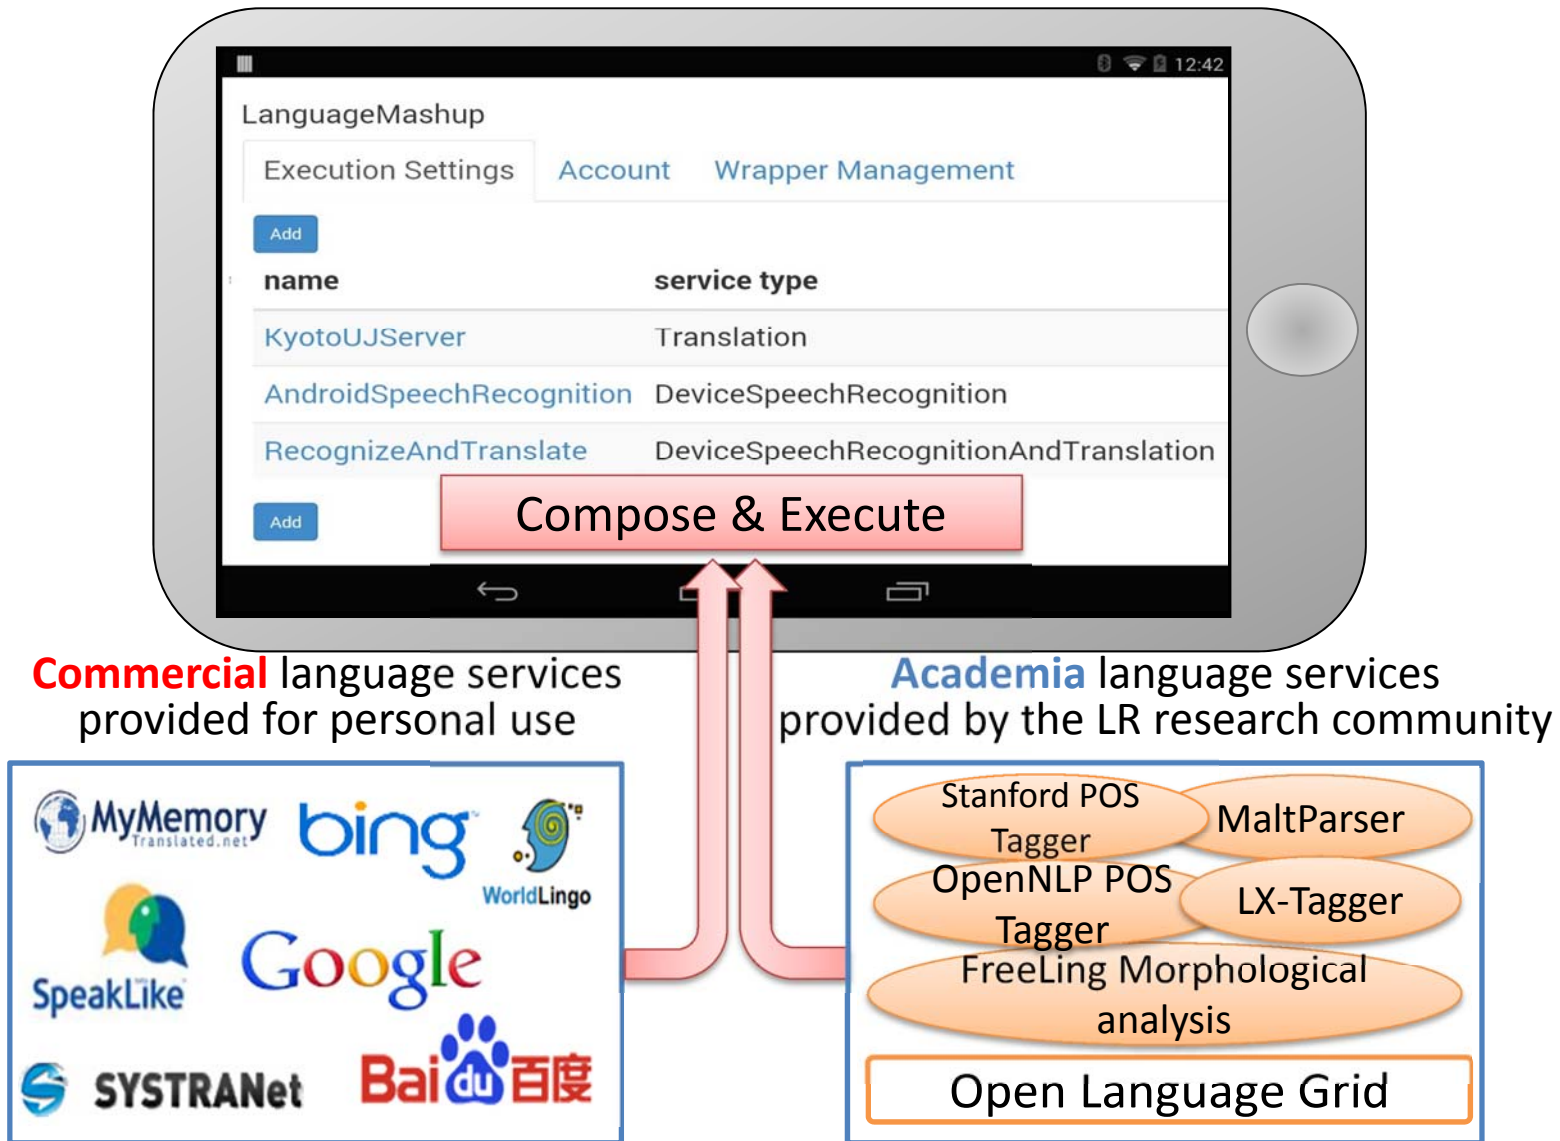 12:42
LanguageMashup
Execution Settings Account Wrapper Management
Add
name service type
KyotoUJServer Translation
AndroidSpeechRecognition DeviceSpeechRecognition
RecognizeAndTranslate DeviceSpeechRecognitionAndTranslation
Add
Compose & Execute
Commercial language services
provided for personal use
Academia language services
provided by the LR research community
MyMemory
Translated.net
bing
WorldLingo
SpeakLike
Google
SYSTRANet
Baidu百度
Stanford POS
Tagger
MaltParser
OpenNLP POS
Tagger
LX-Tagger
FreeLing Morphological
analysis
Open Language Grid